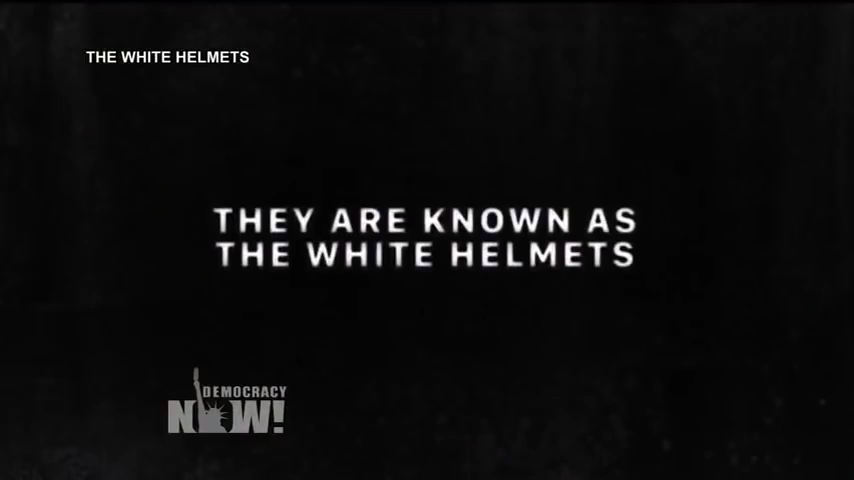 THE WHITE HELMETS
THEY ARE KNOWN AS
THE WHITE HELMETS
DEMOCRACY
NOW!